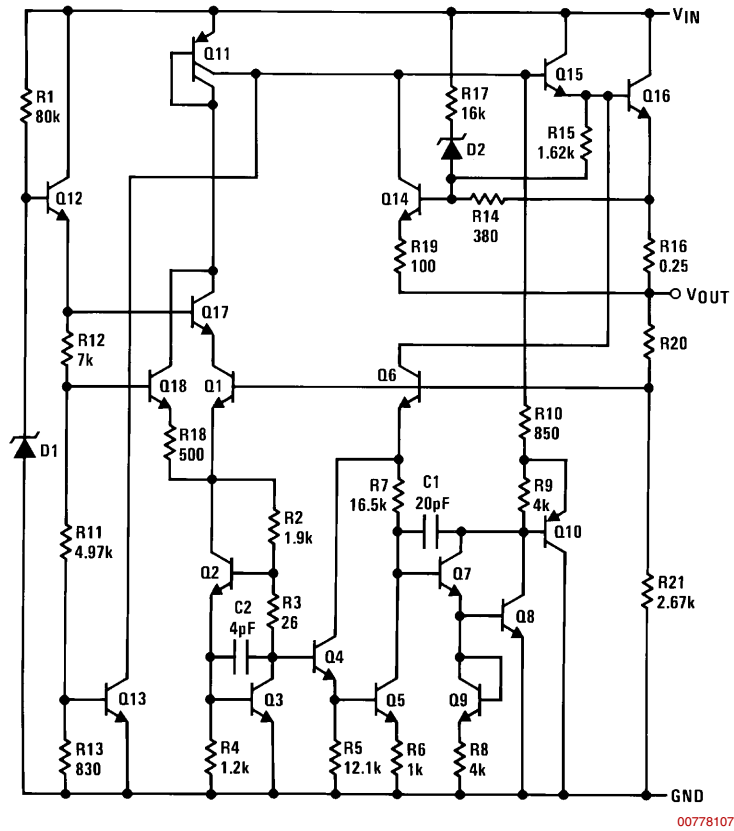 VIN
Q11
Q15
Q16
R1
80k
R17
16k
R15
1.62k
D2
Q12
Q14
R14
380
R19
100
R16
0.25
VOUT
Q17
R12
7k
R20
Q18
Q1
Q6
R18
500
R10
850
D1
R7
16.5k
C1
20pF
R9
4k
Q10
R11
4.97k
R2
1.9k
Q2
Q7
R3
26
C2
4pF
Q8
R21
2.67k
Q4
Q13
Q3
Q5
Q9
R13
830
R4
1.2k
R5
12.1k
R6
1k
R8
4k
GND
00778107